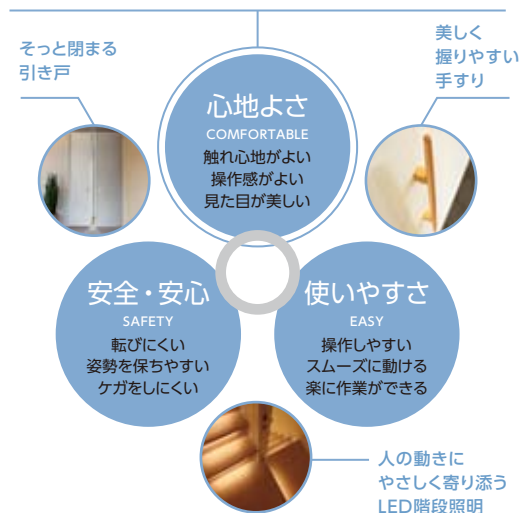 そっと閉まる
引き戸
美しく
握りやすい
手すり
心地よさ
COMFORTABLE
触れ心地がよい
操作感がよい
見た目が美しい
安全・安心
SAFETY
転びにくい
姿勢を保ちやすい
ケガをしにくい
使いやすさ
EASY
操作しやすい
スムーズに動ける
楽に作業ができる
人の動きに
やさしく寄り添う
LED階段照明